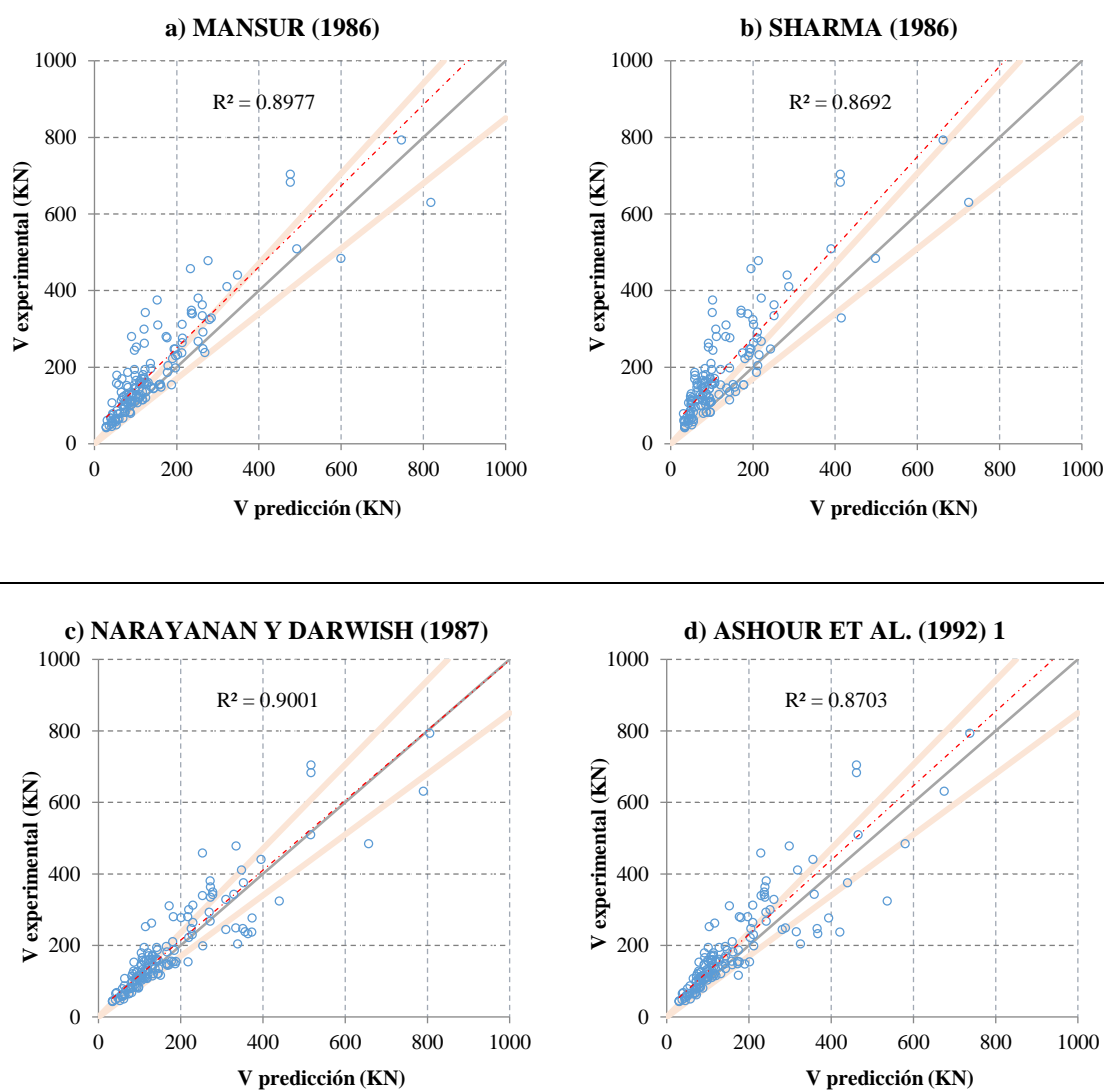 a) MANSUR (1986)
R² = 0.8977
1000
800
600
400
200
0
0 200 400 600 800 1000
V experimental (KN)
V predicción (KN)
b) SHARMA (1986)
R² = 0.8692
1000
800
600
400
200
0
0 200 400 600 800 1000
V experimental (KN)
V predicción (KN)
c) NARAYANAN Y DARWISH (1987)
R² = 0.9001
1000
800
600
400
200
0
0 200 400 600 800 1000
V experimental (KN)
V predicción (KN)
d) ASHOUR ET AL. (1992) 1
R² = 0.8703
1000
800
600
400
200
0
0 200 400 600 800 1000
V experimental (KN)
V predicción (KN)